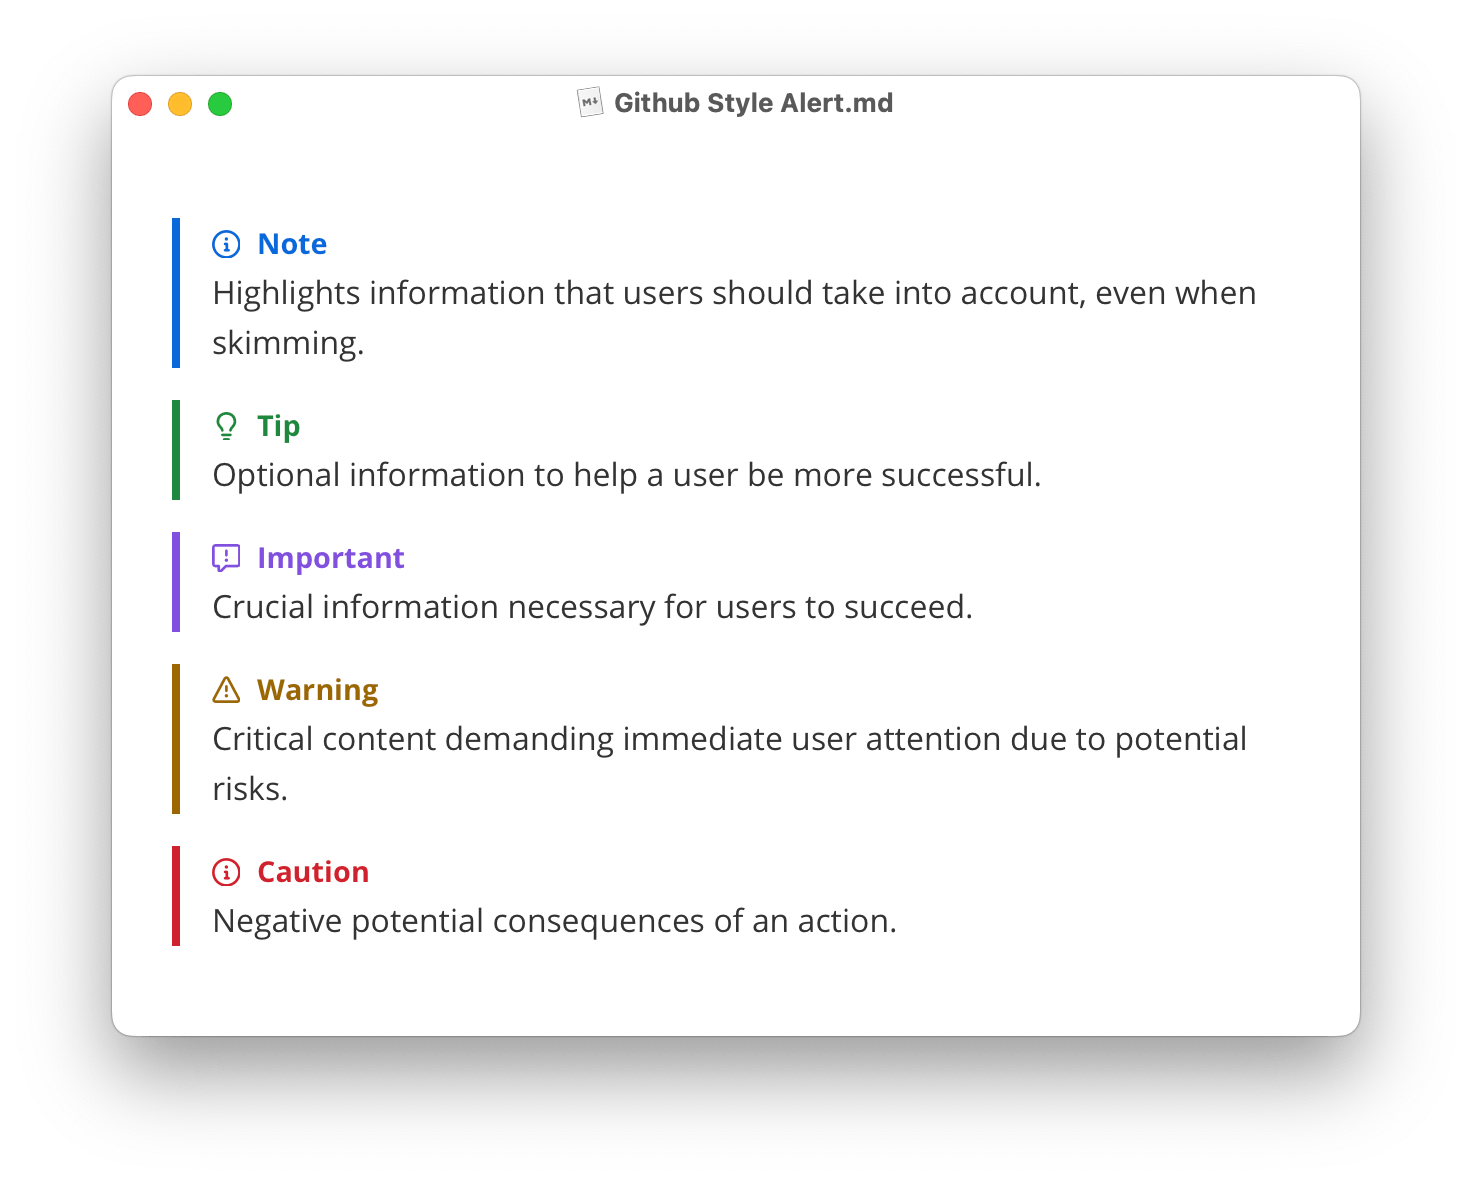 Github Style Alert.md
Note
Highlights information that users should take into account, even when
skimming.
Tip
Optional information to help a user be more successful.
Important
Crucial information necessary for users to succeed.
Warning
Critical content demanding immediate user attention due to potential
risks.
Caution
Negative potential consequences of an action.